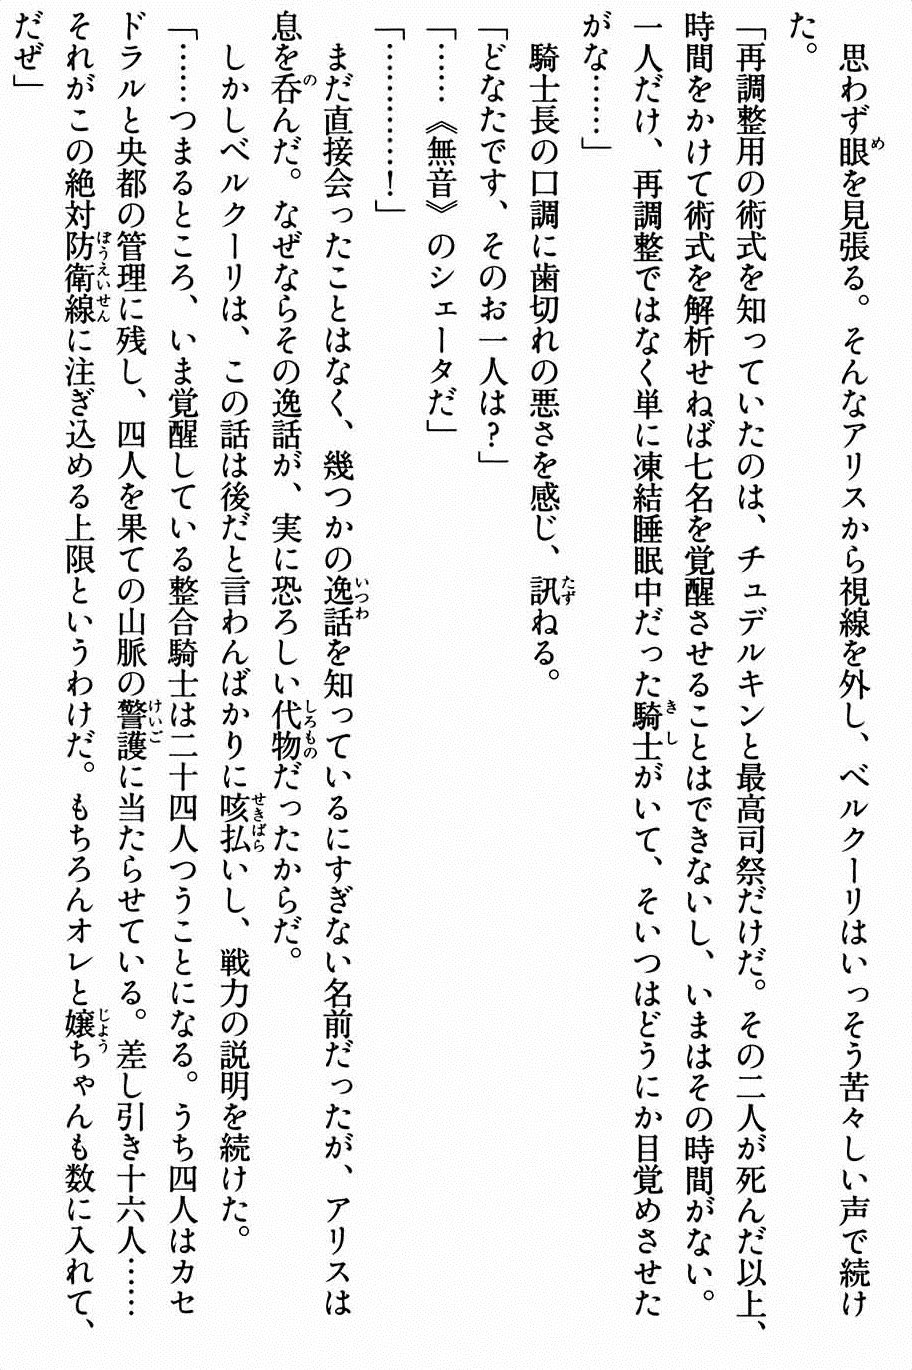 思わず眼を見張る。そんなアリスから視線を外し、ベルクーリはいっそう苦々しい声で続け
た。
「再調整用の術式を知っていたのは、チュデルキンと最高司祭だけだ。その二人が死んだ以上、
時間をかけて術式を解析せねば七名を覚醒させることはできないし、いまはその時間がない。
一人だけ、再調整ではなく単に凍結睡眠中だった騎士がいて、そいつはどうにか目覚めさせた
がな……」
　騎士長の口調に歯切れの悪さを感じ、訊ねる。
「どなたです、そのお一人は？」
「……《無音》のシェータだ」
「…………！」
　まだ直接会ったことはなく、幾つかの逸話を知っているにすぎない名前だったが、アリスは
息を呑んだ。なぜならその逸話が、実に恐ろしい代物だったからだ。
　しかしベルクーリは、この話は後だと言わんばかりに咳払いし、戦力の説明を続けた。
「……つまるところ、いま覚醒している整合騎士は二十四人つうことになる。うち四人はカセ
ドラルと央都の管理に残し、四人を果ての山脈の警護に当たらせている。差し引き十六人……
それがこの絶対防衛線に注ぎ込める上限というわけだ。もちろんオレと嬢ちゃんも数に入れて、
だぜ」